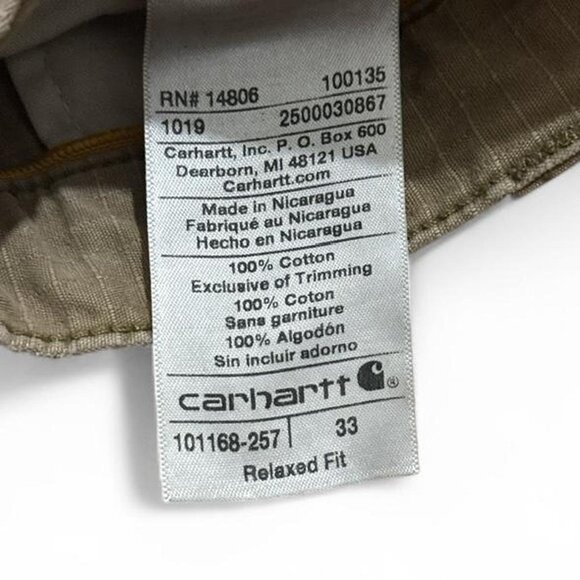 RN# 14806 100135
1019 2500030867
Carhartt, Inc. P. O. Box 600
Dearborn, MI 48121 USA
Carhartt.com
Made in Nicaragua
Fabriqué au Nicaragua
Hecho en Nicaragua
100% Cotton
Exclusive of Trimming
100% Coton
Sans garniture
100% Algodón
Sin incluir adorno
carhartt ®
101168-257 | 33
Relaxed Fit